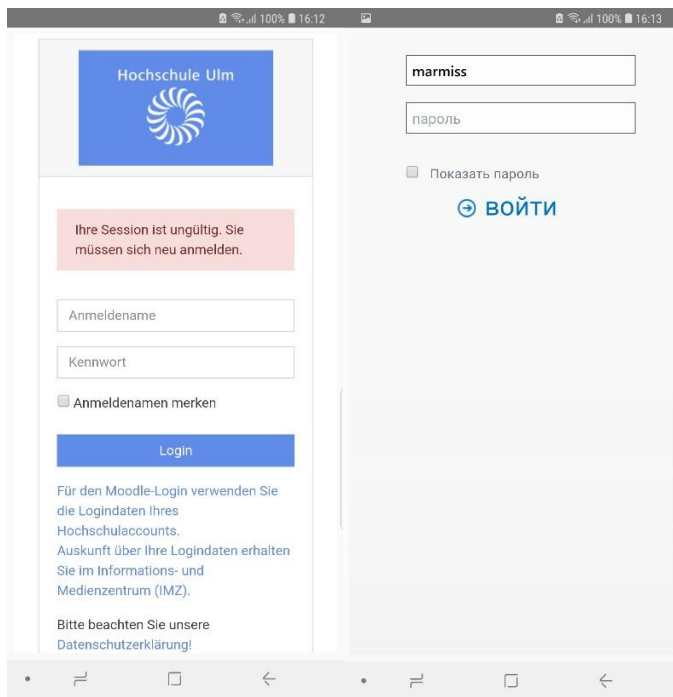 100% 16:12
Hochschule Ulm
Ihre Session ist ungültig. Sie
müssen sich neu anmelden.
Anmeldename
Kennwort
Anmeldenamen merken
Login
Für den Moodle-Login verwenden Sie
die Logindaten Ihres
Hochschulaccounts.
Auskunft über Ihre Logindaten erhalten
Sie im Informations- und
Medienzentrum (IMZ).
Bitte beachten Sie unsere
Datenschutzerklärung!
100% 16:13
marmiss
пароль
Показать пароль
ВОЙТИ